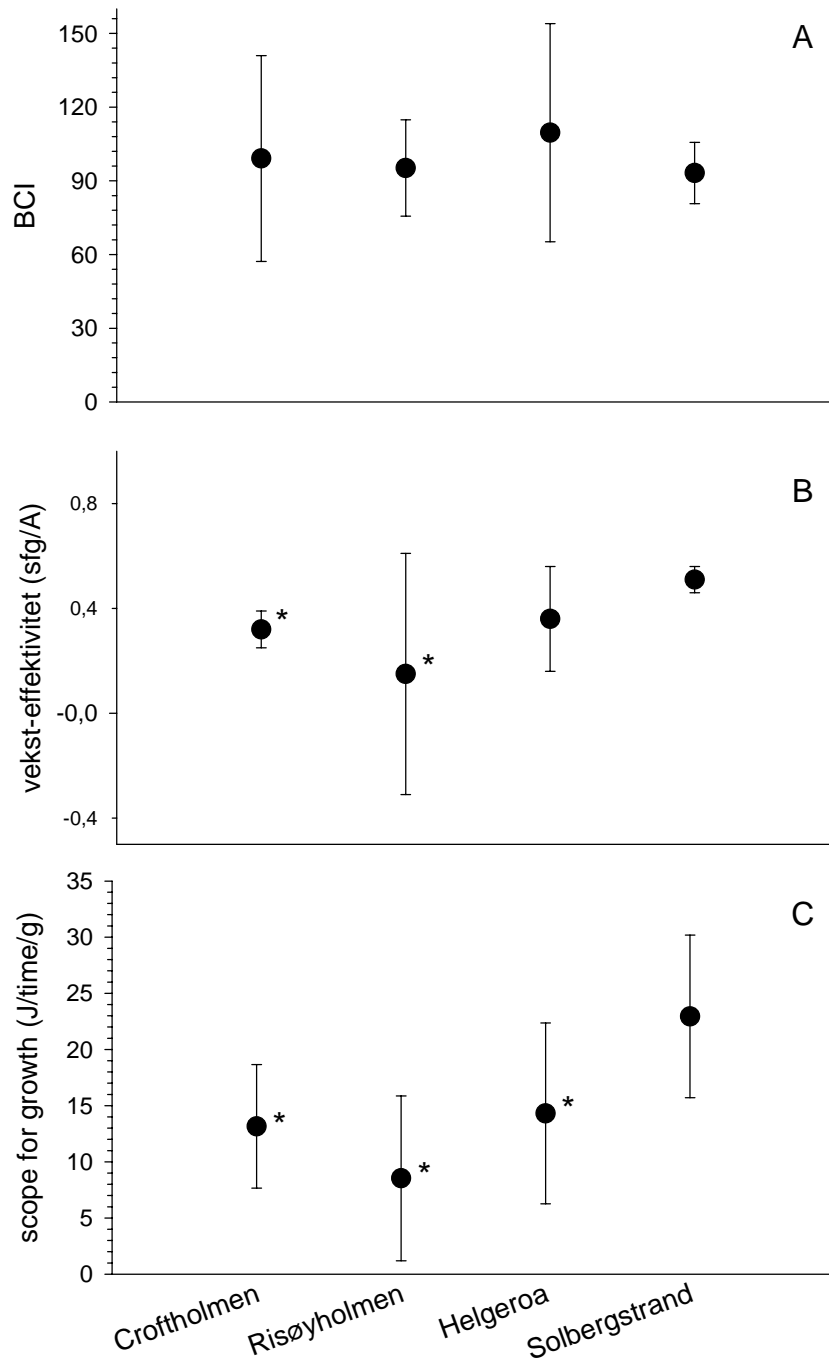 A
BCI
150
120
90
60
30
0
B
vekst-effektivitet (sfg/A)
0,8
0,4
-0,0
-0,4
*
*
C
scope for growth (J/time/g)
35
30
25
20
15
10
5
0
*
*
*
Croftholmen
Risøyholmen
Helgeroa
Solbergstrand